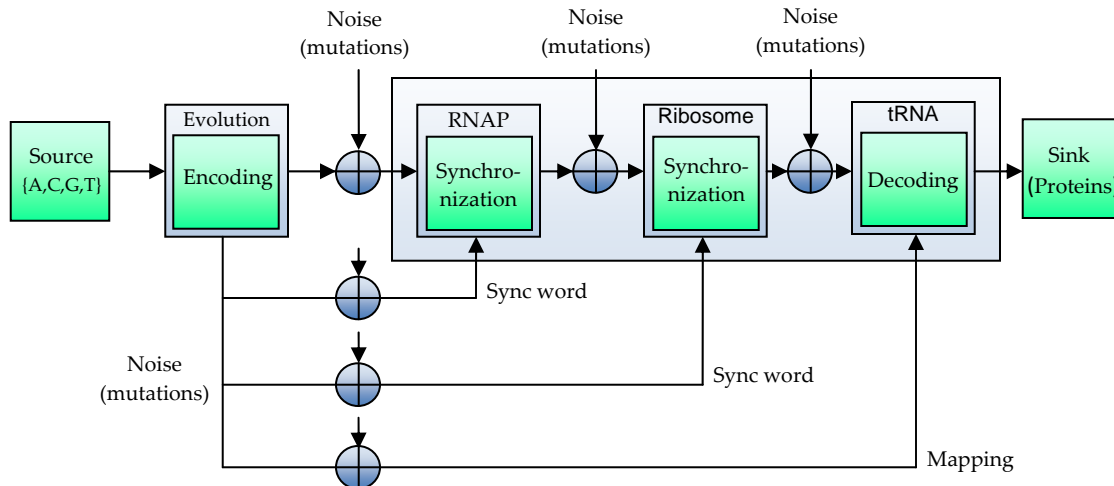 Noise
(mutations)
Noise
(mutations)
Noise
(mutations)
Source
{A,C,G,T}
Evolution
Encoding
RNAP
Synchro-
nization
Ribosome
Synchro-
nization
tRNA
Decoding
Sink
(Proteins)
Sync word
Noise
(mutations)
Sync word
Mapping